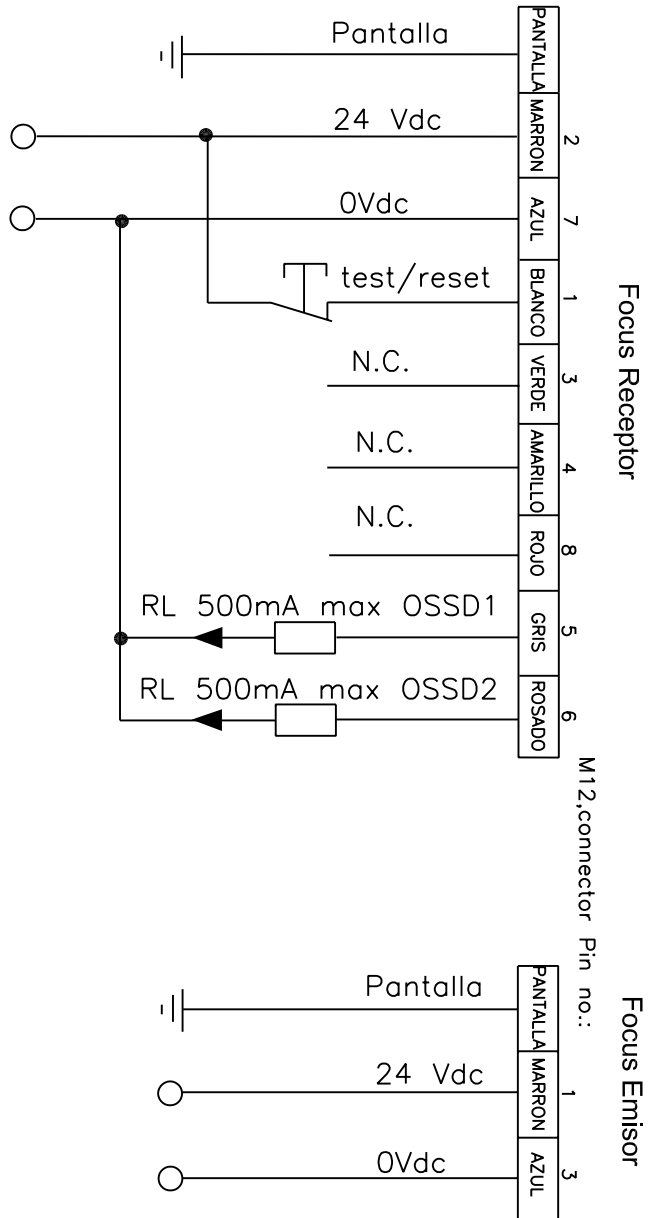 Focus Receptor
PANTALLA
Pantalla
MARRON
2
24 Vdc
AZUL
7
0Vdc
BLANCO
1
test/reset
VERDE
3
N.C.
AMARILLO
4
N.C.
ROJO
8
N.C.
GRIS
5
RL 500mA max OSSD1
ROSADO
6
RL 500mA max OSSD2
M12,connector Pin no.:
Focus Emisor
PANTALLA
Pantalla
MARRON
1
24 Vdc
AZUL
3
0Vdc